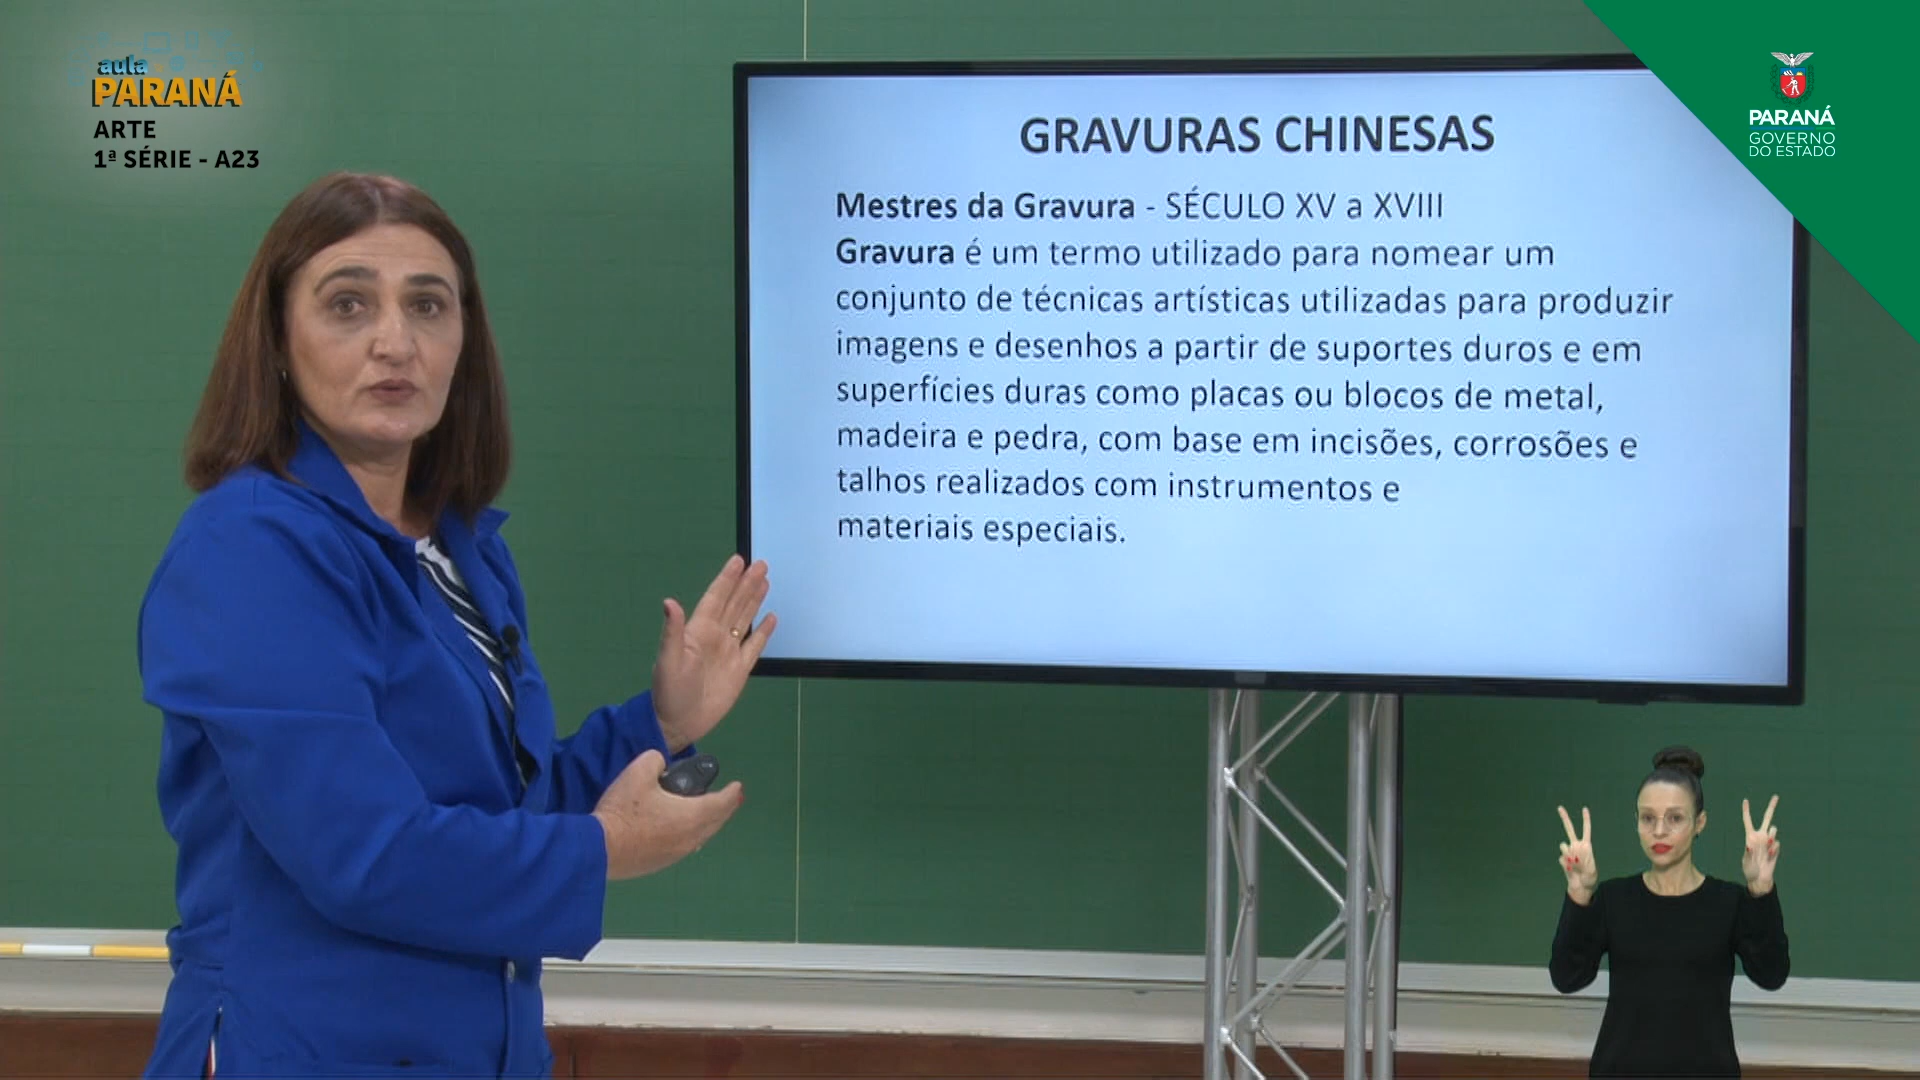 aula
PARANÁ
ARTE
1ª SÉRIE - A23
GRAVURAS CHINESAS
Mestres da Gravura - SÉCULO XV a XVIII
Gravura é um termo utilizado para nomear um
conjunto de técnicas artísticas utilizadas para produzir
imagens e desenhos a partir de suportes duros e em
superfícies duras como placas ou blocos de metal,
madeira e pedra, com base em incisões, corrosões e
talhos realizados com instrumentos e
materiais especiais.
PARANÁ
GOVERNO
DO ESTADO